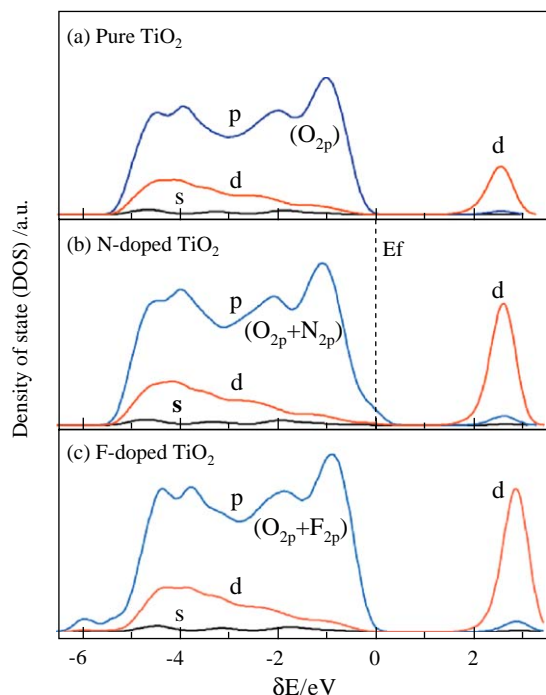 (a) Pure TiO₂
p
(O₂ₚ)
d
d
s
(b) N-doped TiO₂
Ef
d
p
(O₂ₚ+N₂ₚ)
d
s
(c) F-doped TiO₂
d
p
(O₂ₚ+F₂ₚ)
d
s
-6 -4 -2 0 2
δE/eV
Density of state (DOS) /a.u.